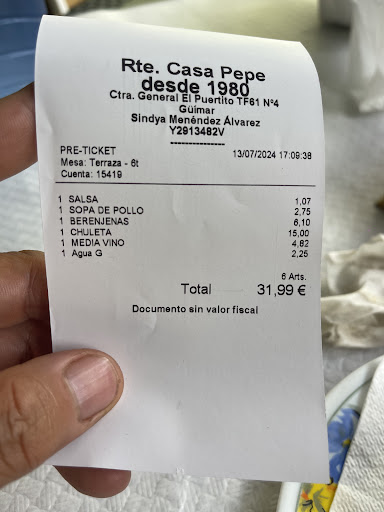 Rte. Casa Pepe
desde 1980
Ctra. General El Puertito TF61 Nº4
Güimar
Sindya Menéndez Álvarez
Y2913482V
----------------
PRE-TICKET 13/07/2024 17:09:38
Mesa: Terraza - 6t
Cuenta: 15419
1 SALSA 1,07
1 SOPA DE POLLO 2,75
1 BERENJENAS 6,10
1 CHULETA 15,00
1 MEDIA VINO 4,82
1 Agua G 2,25
6 Arts.
Total 31,99 €
Documento sin valor fiscal